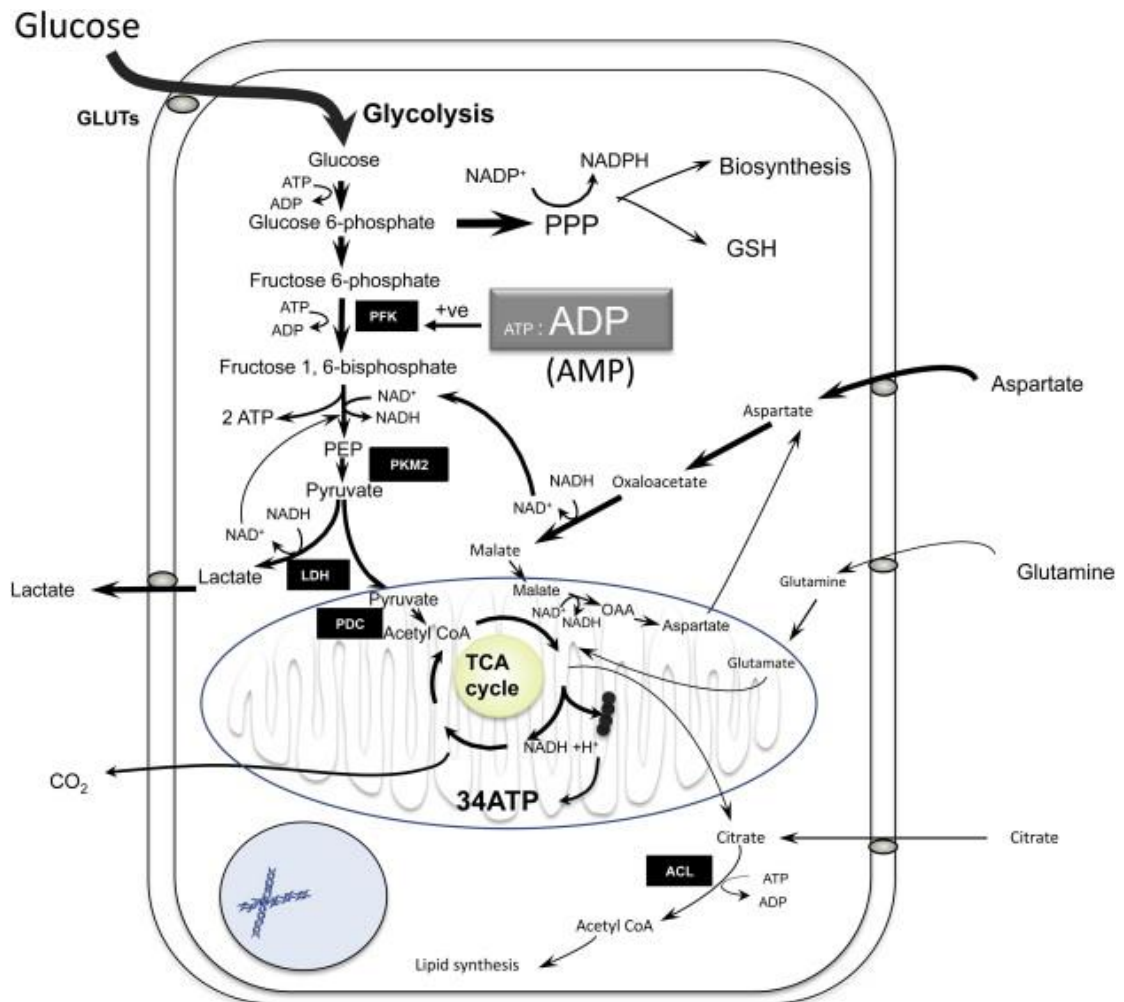 Glucose
GLUTs
Glycolysis
Glucose
ATP
ADP
Glucose 6-phosphate
NADP⁺
NADPH
PPP
Biosynthesis
GSH
Fructose 6-phosphate
ATP
ADP
PFK
+ve
ATP : ADP
(AMP)
Fructose 1, 6-bisphosphate
NAD⁺
NADH
2 ATP
PEP
PKM2
Pyruvate
NADH
NAD⁺
Lactate
LDH
Lactate
Aspartate
Aspartate
Oxaloacetate
NADH
NAD⁺
Malate
Malate
NAD⁺
NADH
OAA
Aspartate
Glutamine
Glutamine
Glutamate
Pyruvate
PDC
Acetyl CoA
TCA
cycle
NADH +H⁺
34ATP
CO₂
Citrate
Citrate
ACL
ATP
ADP
Acetyl CoA
Lipid synthesis